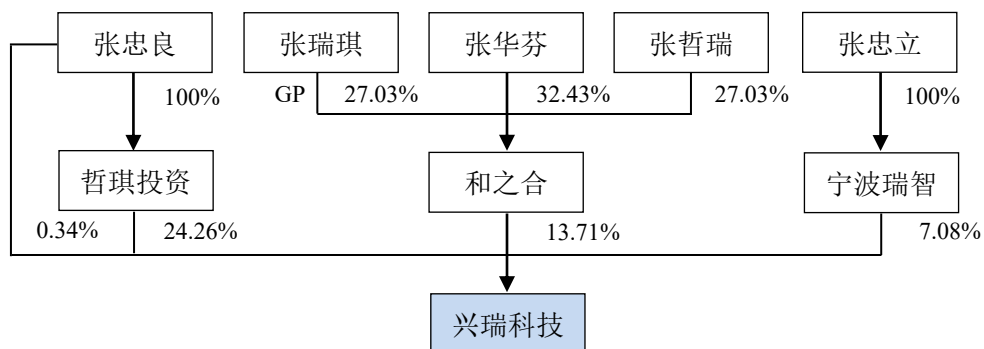 张忠良 张瑞琪 张华芬 张哲瑞 张忠立
100% GP 27.03% 32.43% 27.03% 100%
哲琪投资 和之合 宁波瑞智
0.34% 24.26% 13.71% 7.08%
兴瑞科技